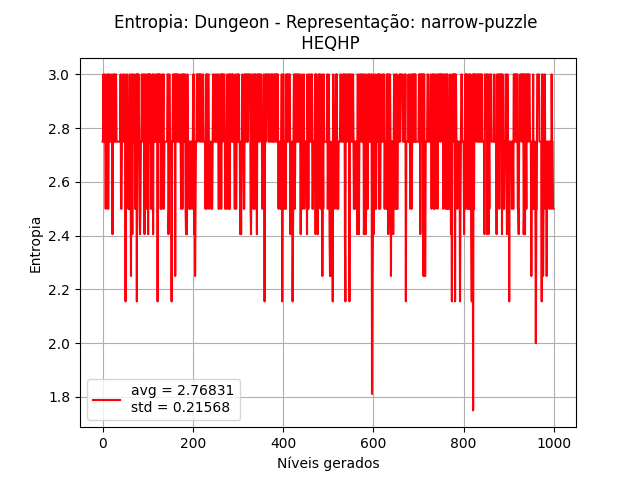 Entropia: Dungeon - Representação: narrow-puzzle
HEQHP
3.0
2.8
2.6
2.4
2.2
2.0
1.8
Entropia
avg = 2.76831
std = 0.21568
0 200 400 600 800 1000
Níveis gerados